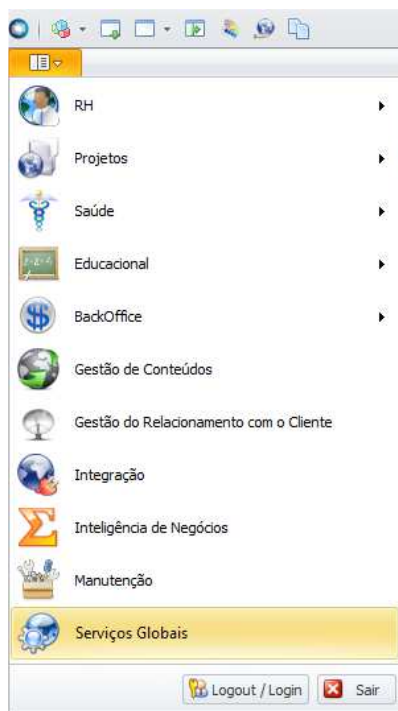 RH
Projetos
Saúde
Educacional
BackOffice
Gestão de Conteúdos
Gestão do Relacionamento com o Cliente
Integração
Inteligência de Negócios
Manutenção
Serviços Globais
Logout / Login Sair